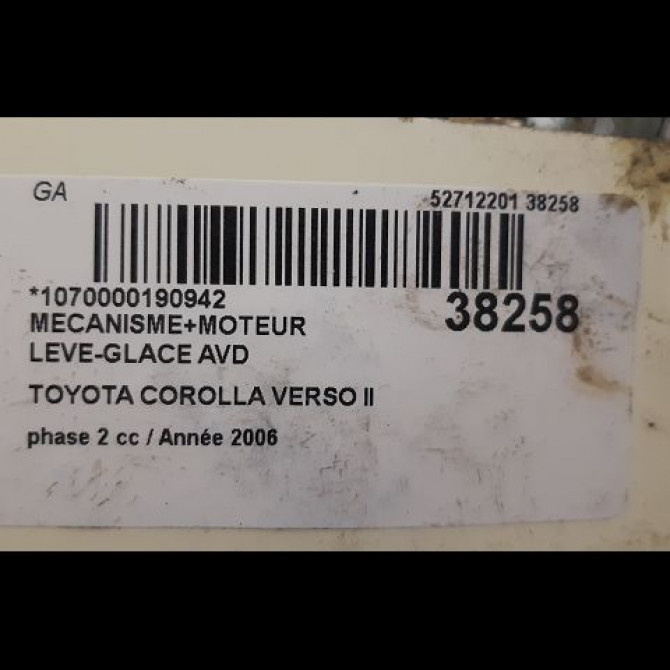 GA
52712201 38258
*1070000190942
38258
MECANISME+MOTEUR
LEVE-GLACE AVD
TOYOTA COROLLA VERSO II
phase 2 cc / Année 2006